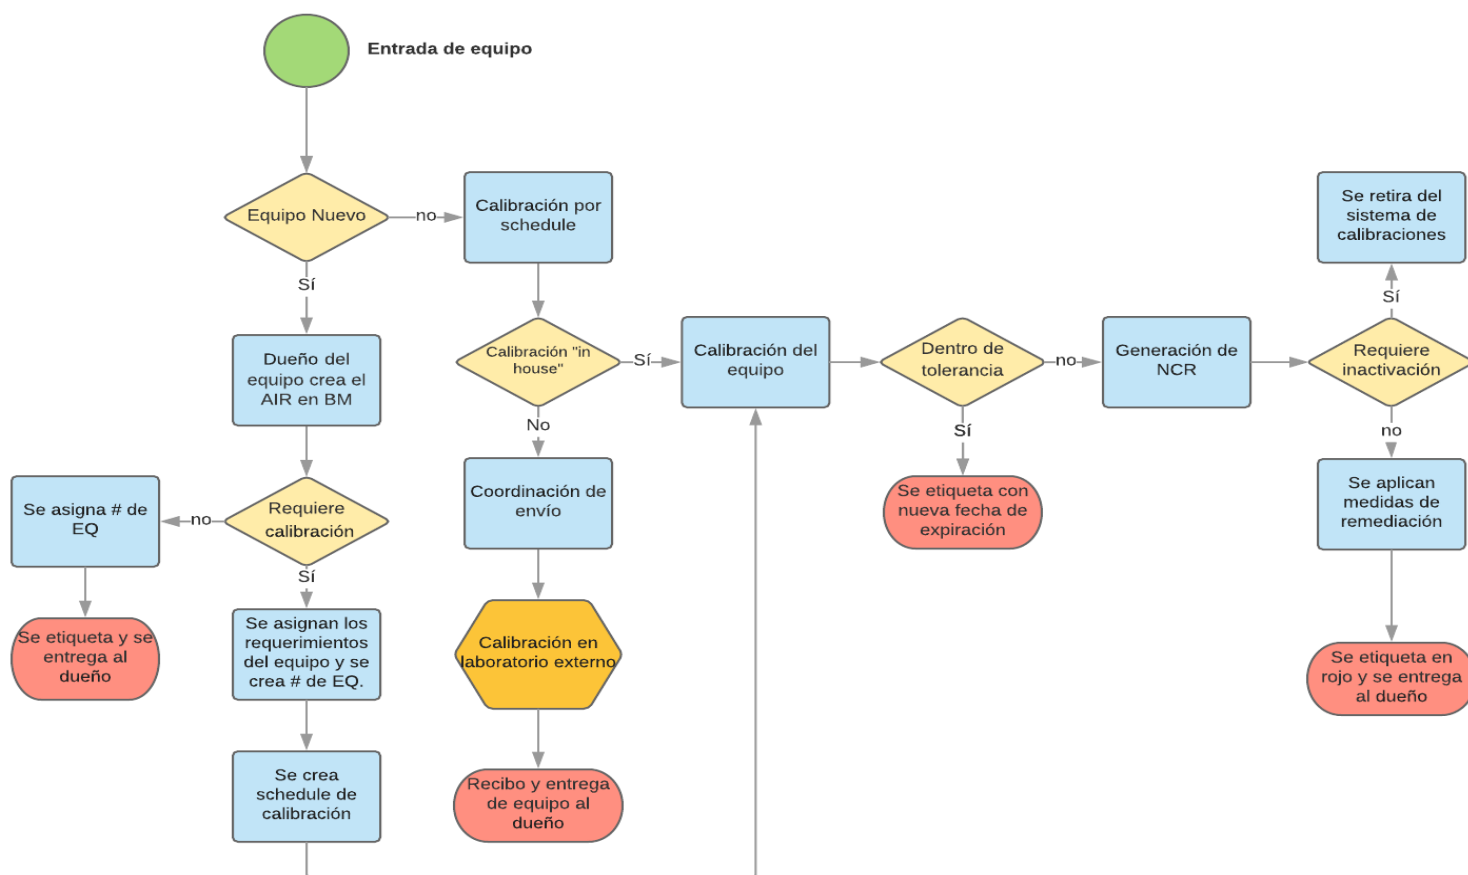 Entrada de equipo
Equipo Nuevo
no
Calibración por
schedule
Sí
Dueño del
equipo crea el
AIR en BM
Requiere
calibración
no
Se asigna # de
EQ
Se etiqueta y se
entrega al
dueño
Sí
Se asignan los
requerimientos
del equipo y se
crea # de EQ.
Se crea
schedule de
calibración
Calibración "in
house"
No
Coordinación de
envío
Calibración en
laboratorio externo
Recibo y entrega
de equipo al
dueño
Sí
Calibración del
equipo
Dentro de
tolerancia
Sí
Se etiqueta con
nueva fecha de
expiración
no
Generación de
NCR
Requiere
inactivación
Sí
Se retira del
sistema de
calibraciones
no
Se aplican
medidas de
remediación
Se etiqueta en
rojo y se entrega
al dueño